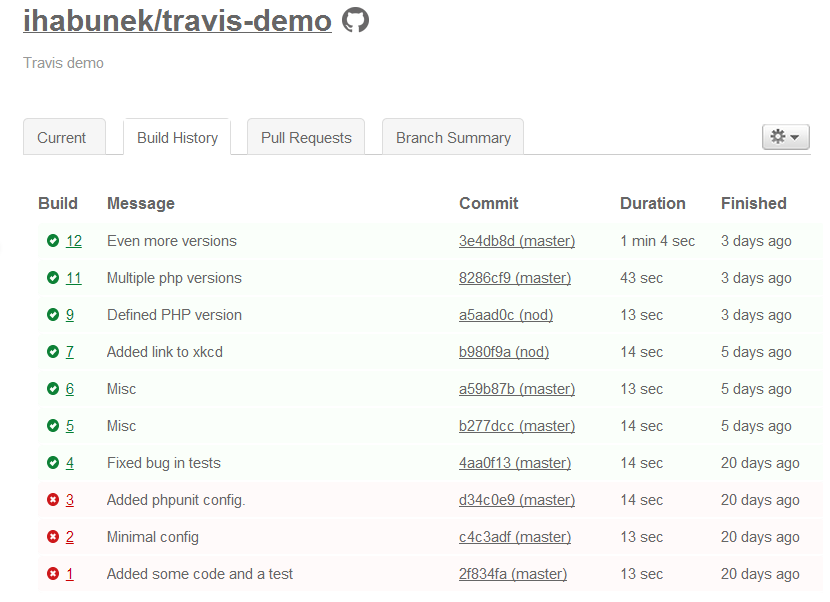 ihabunek/travis-demo
Travis demo
Current Build History Pull Requests Branch Summary
Build Message Commit Duration Finished
12 Even more versions 3e4db8d (master) 1 min 4 sec 3 days ago
11 Multiple php versions 8286cf9 (master) 43 sec 3 days ago
9 Defined PHP version a5aad0c (nod) 13 sec 3 days ago
7 Added link to xkcd b980f9a (nod) 14 sec 5 days ago
6 Misc a59b87b (master) 13 sec 5 days ago
5 Misc b277dcc (master) 14 sec 5 days ago
4 Fixed bug in tests 4aa0f13 (master) 14 sec 20 days ago
3 Added phpunit config. d34c0e9 (master) 14 sec 20 days ago
2 Minimal config c4c3adf (master) 13 sec 20 days ago
1 Added some code and a test 2f834fa (master) 13 sec 20 days ago